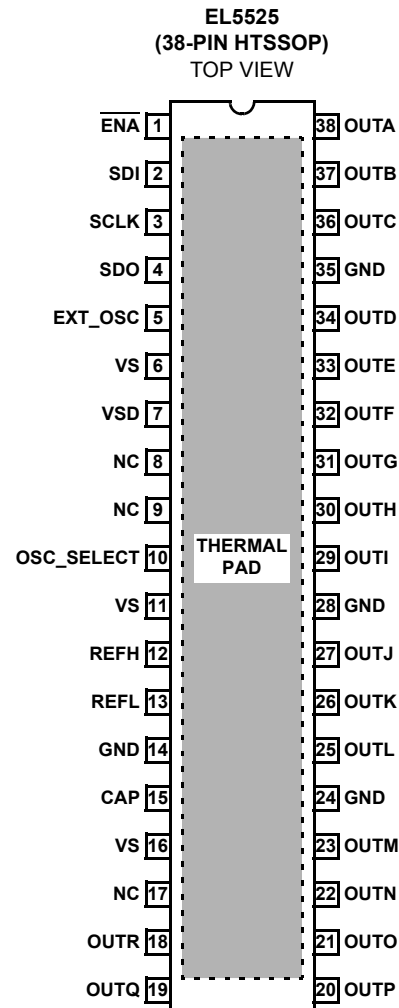 EL5525
(38-PIN HTSSOP)
TOP VIEW
ENA 1 38 OUTA
SDI 2 37 OUTB
SCLK 3 36 OUTC
SDO 4 35 GND
EXT_OSC 5 34 OUTD
VS 6 33 OUTE
VSD 7 32 OUTF
NC 8 31 OUTG
NC 9 30 OUTH
OSC_SELECT 10 THERMAL PAD 29 OUTI
VS 11 28 GND
REFH 12 27 OUTJ
REFL 13 26 OUTK
GND 14 25 OUTL
CAP 15 24 GND
VS 16 23 OUTM
NC 17 22 OUTN
OUTR 18 21 OUTO
OUTQ 19 20 OUTP